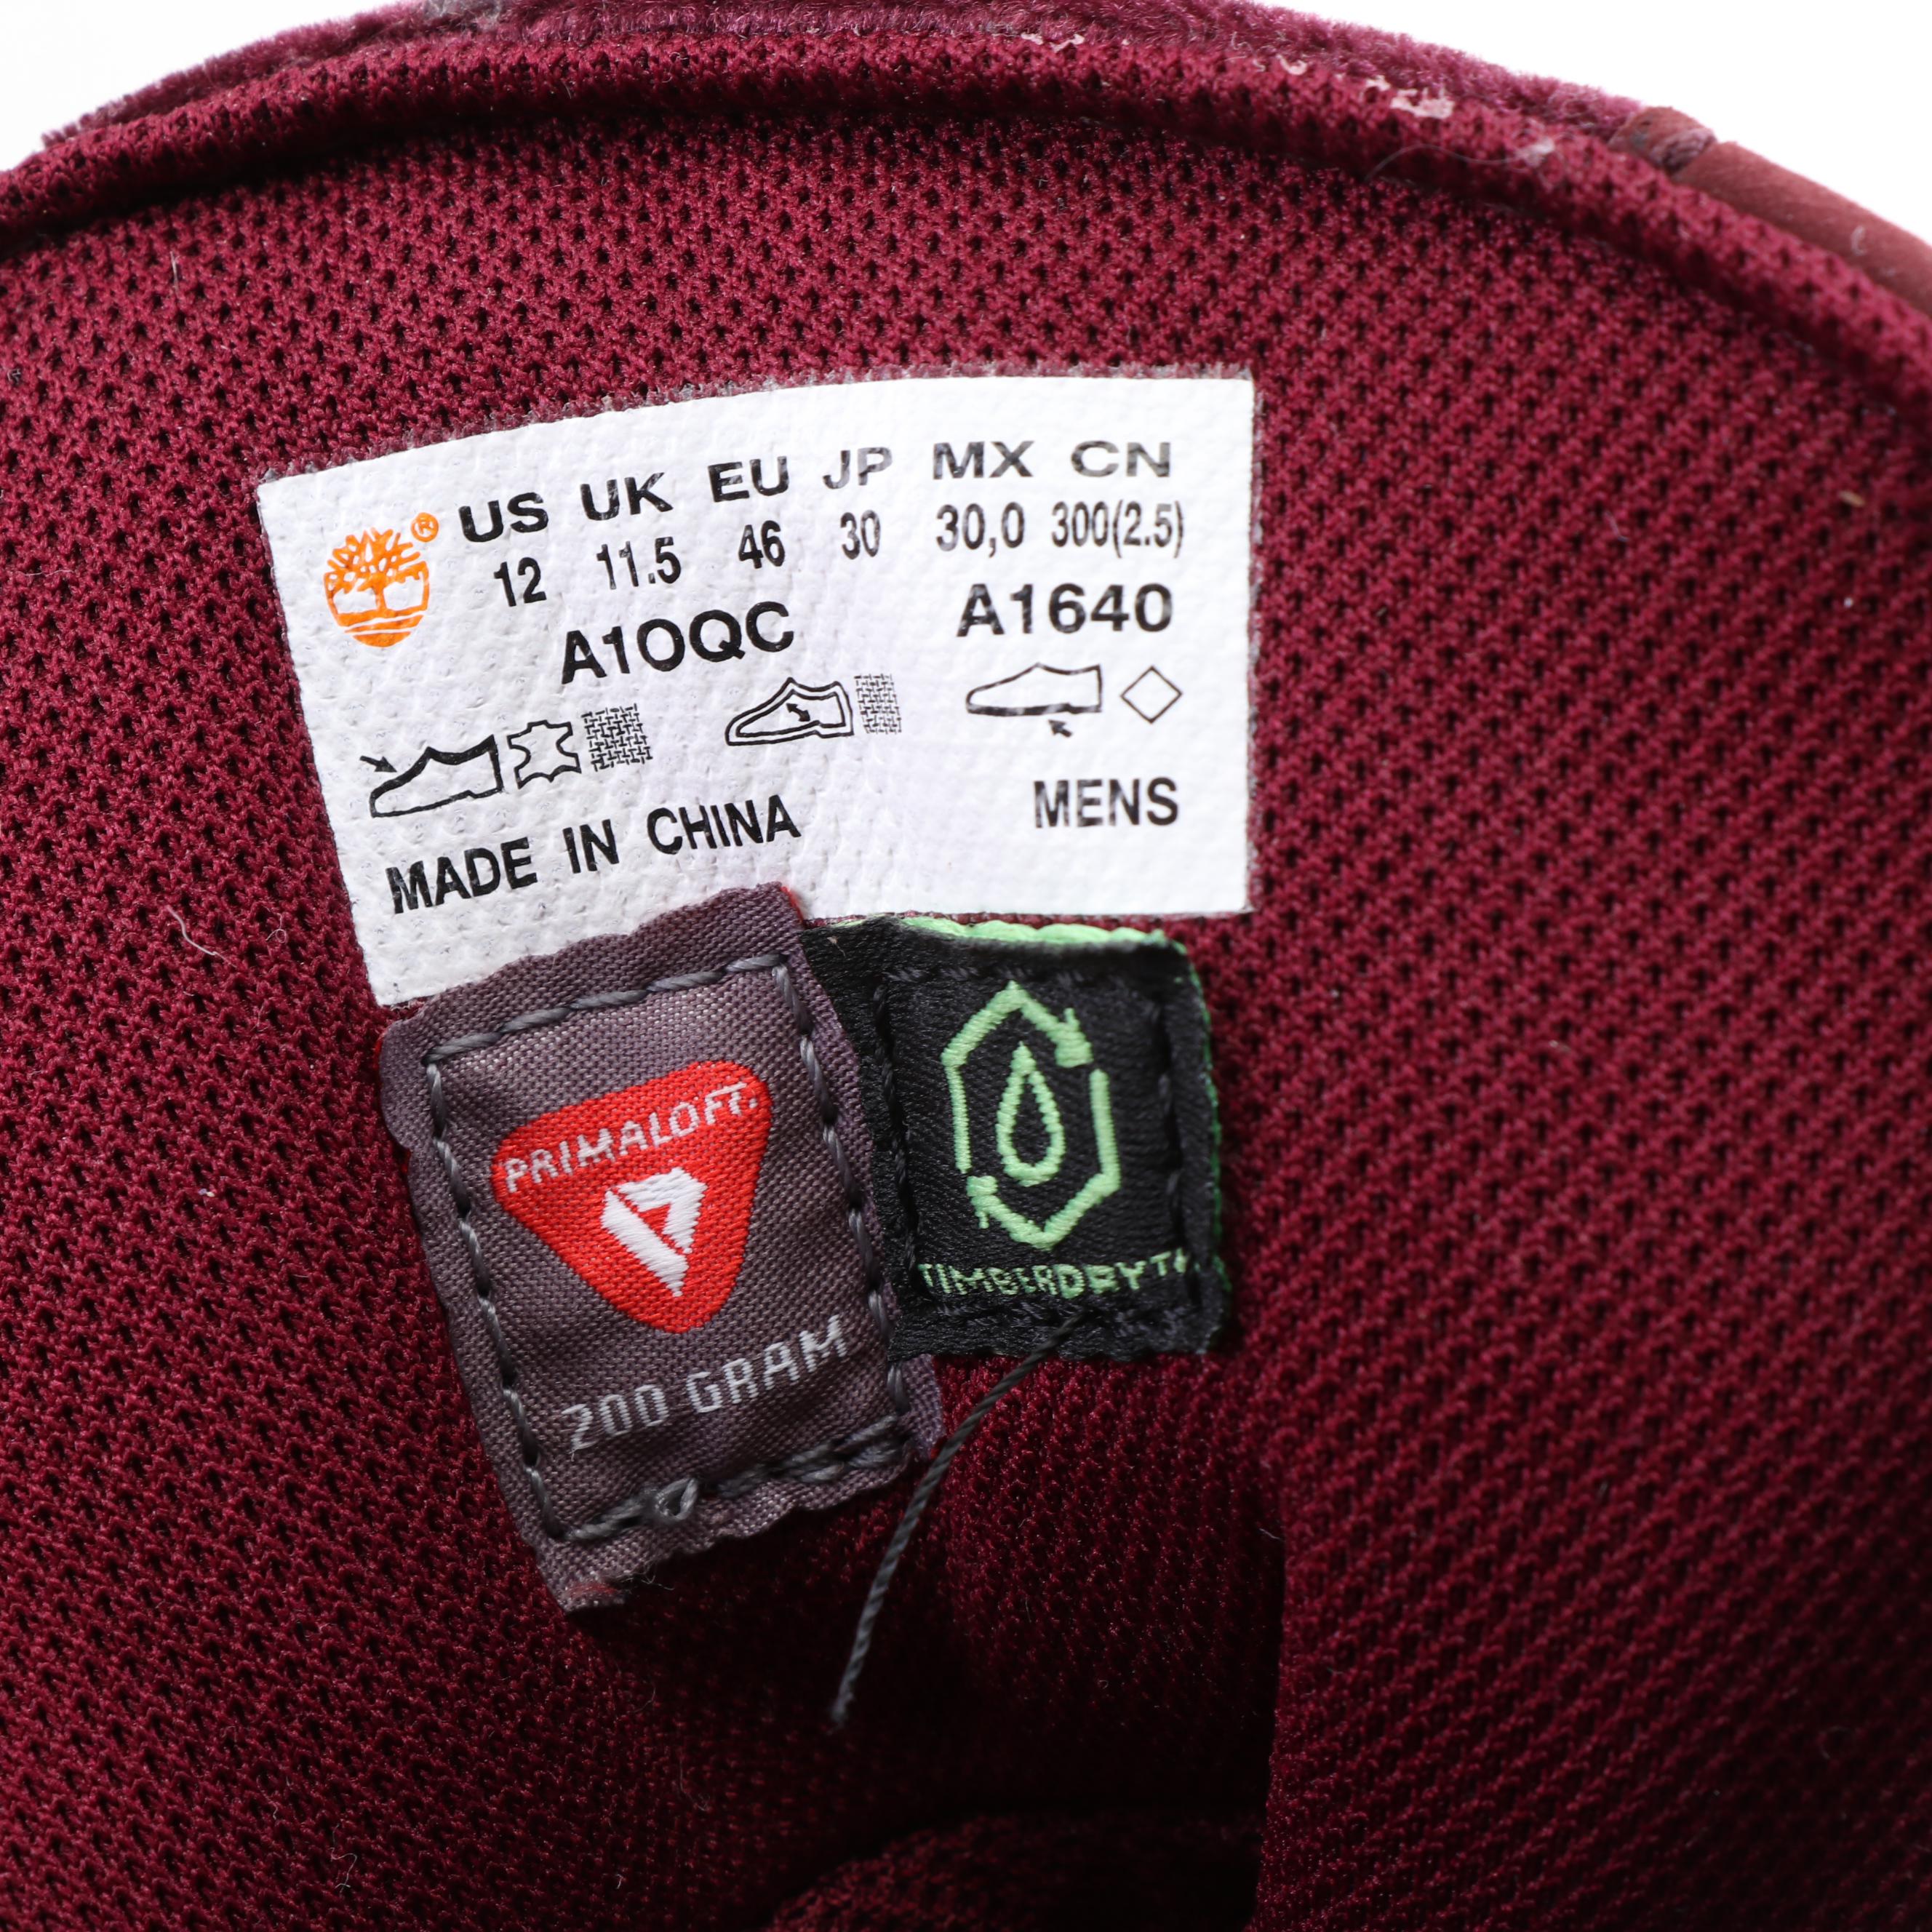 ®
US UK EU JP MX CN
12 11.5 46 30 30,0 300(2.5)
A1OQC A1640
MADE IN CHINA MENS
PRIMALOFT.
200 GRAM
TIMBERDRY™